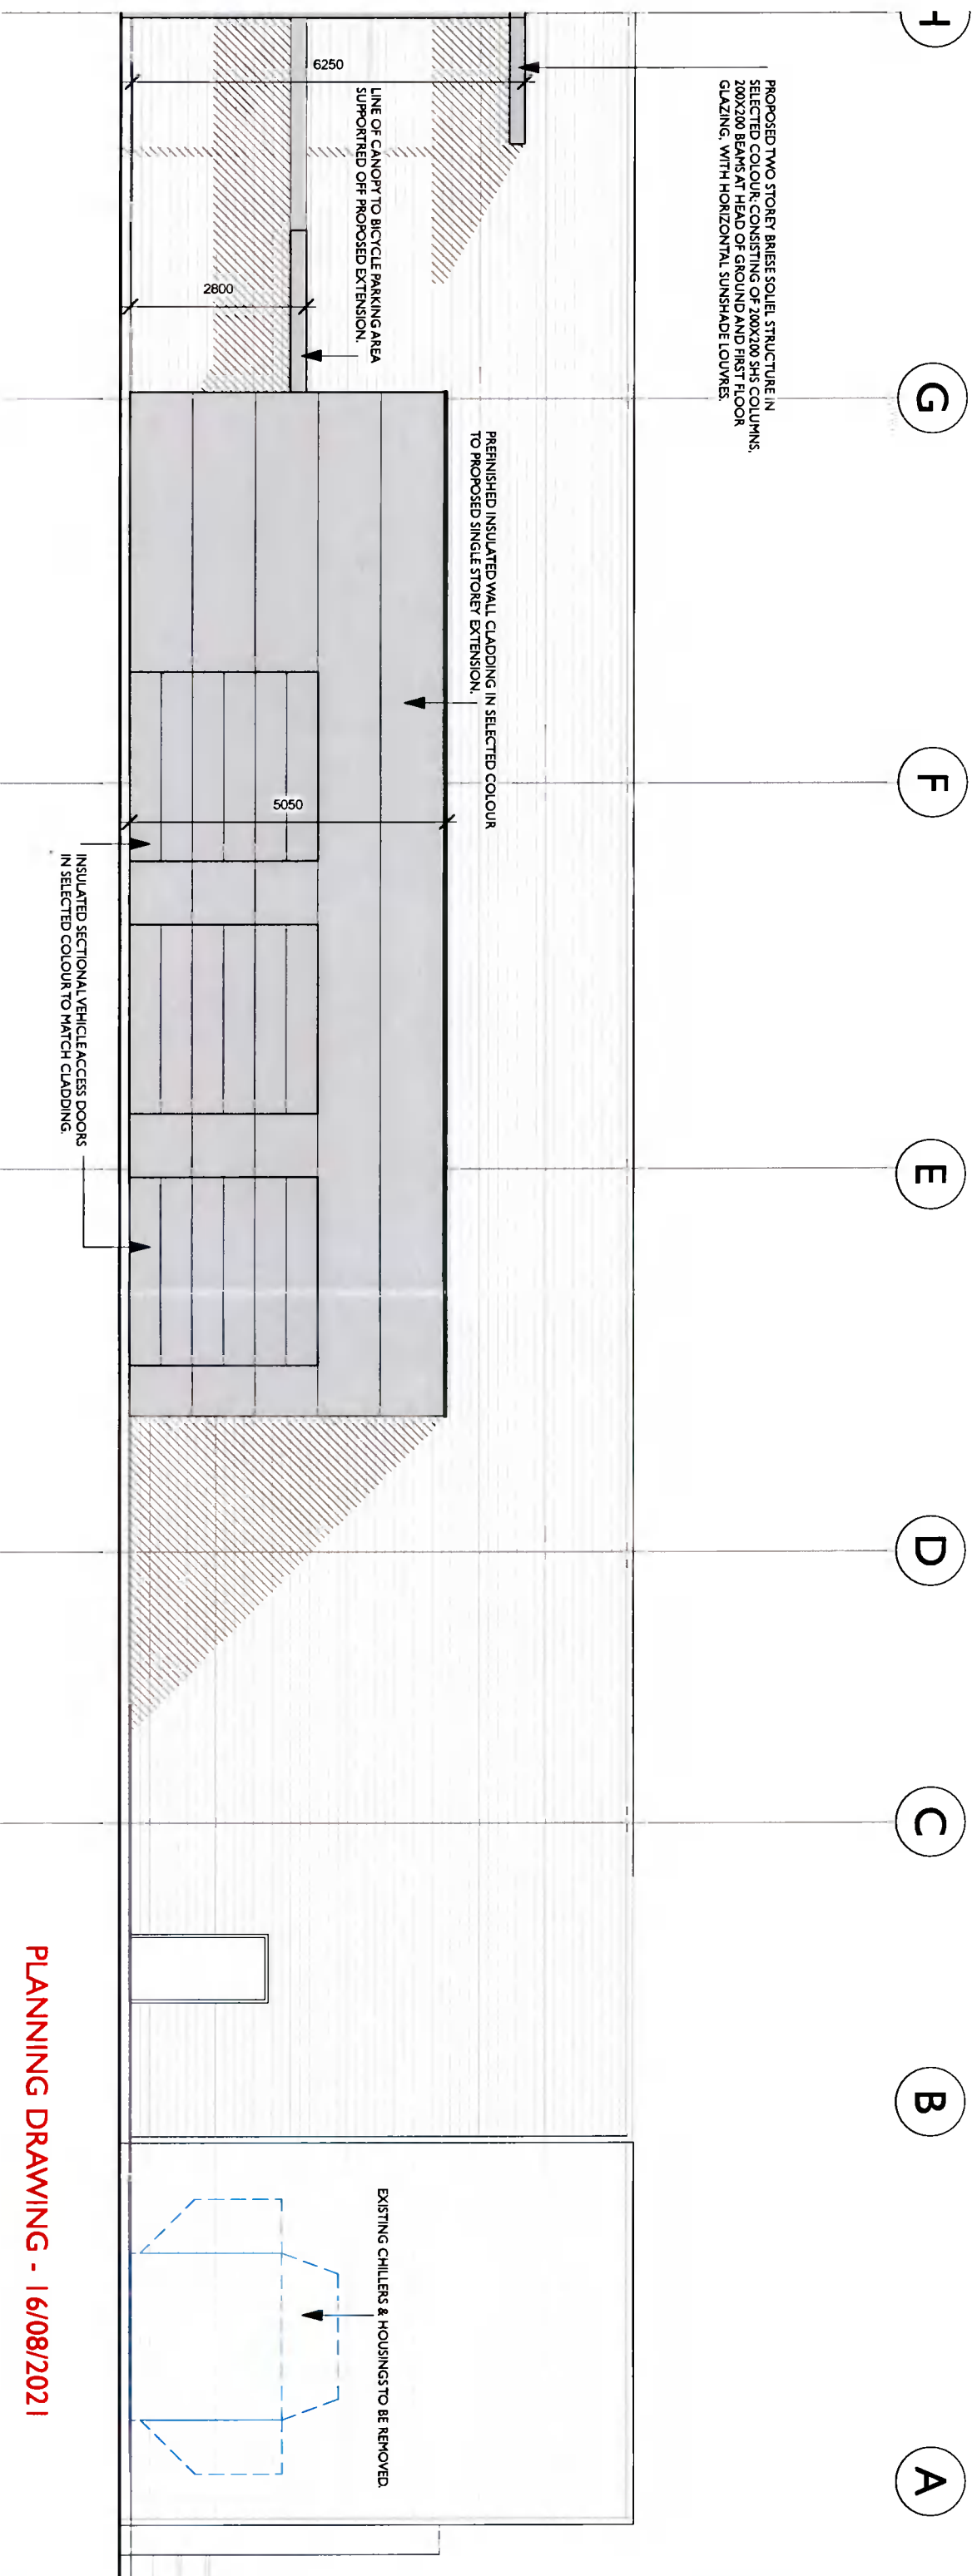 H
G
F
E
D
C
B
A
PROPOSED TWO STOREY BRIESE SOLIEL STRUCTURE IN
SELECTED COLOUR; CONSISTING OF 200X200 SHS COLUMNS,
200X200 BEAMS AT HEAD OF GROUND AND FIRST FLOOR
GLAZING, WITH HORIZONTAL SUNSHADE LOUVRES.
6250
LINE OF CANOPY TO BICYCLE PARKING AREA
SUPPORTRED OFF PROPOSED EXTENSION.
2800
PREFINISHED INSULATED WALL CLADDING IN SELECTED COLOUR
TO PROPOSED SINGLE STOREY EXTENSION.
5050
INSULATED SECTIONAL VEHICLE ACCESS DOORS
IN SELECTED COLOUR TO MATCH CLADDING.
EXISTING CHILLERS & HOUSINGS TO BE REMOVED.
PLANNING DRAWING - 16/08/2021